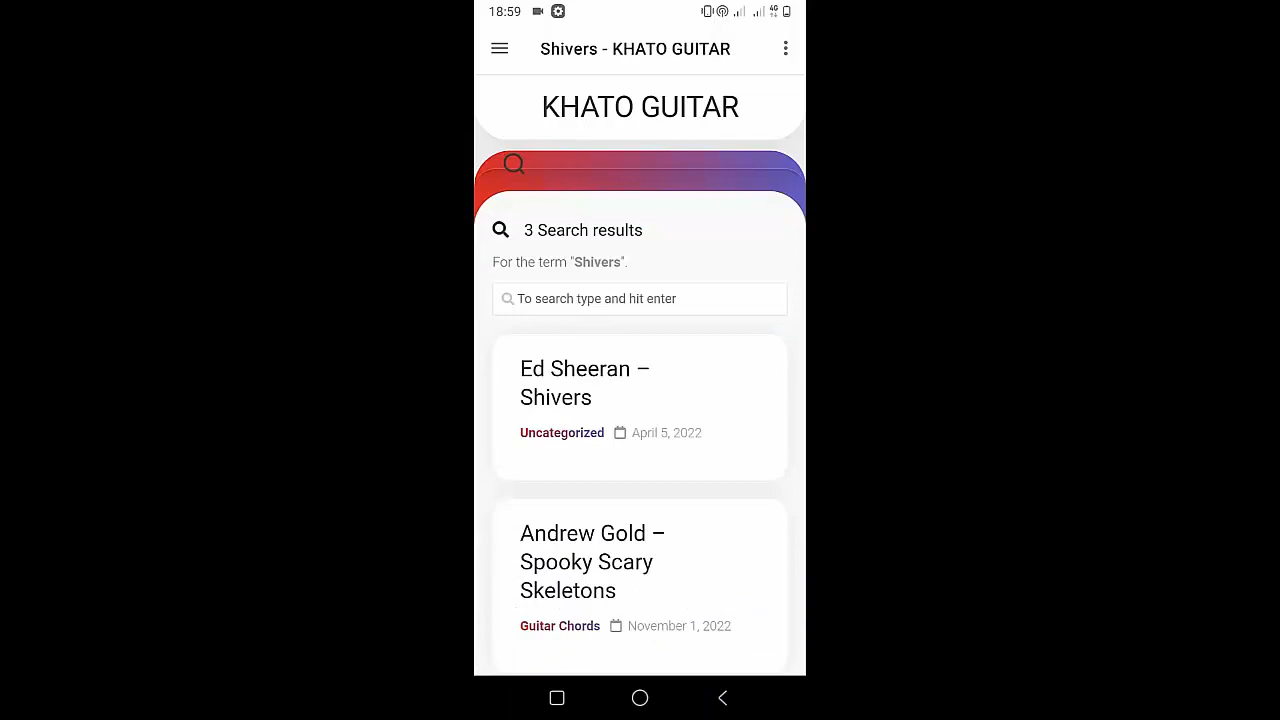 18:59
4G
Shivers - KHATO GUITAR
KHATO GUITAR
3 Search results
For the term "Shivers".
To search type and hit enter
Ed Sheeran –
Shivers
Uncategorized April 5, 2022
Andrew Gold –
Spooky Scary
Skeletons
Guitar Chords November 1, 2022